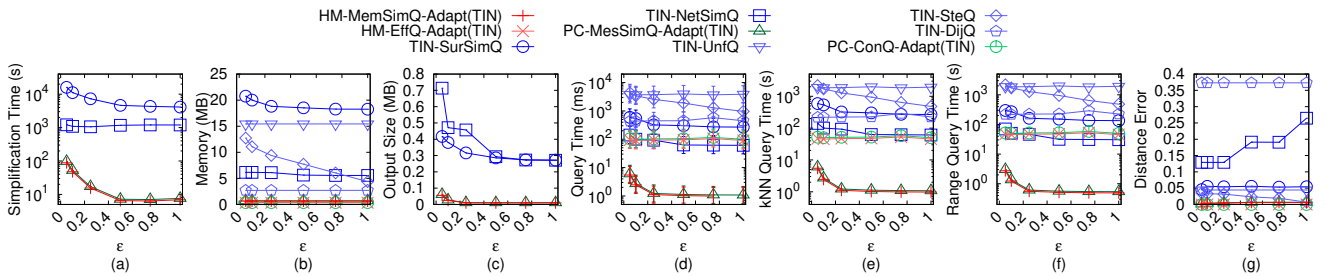 HM-MemSimQ-Adapt(TIN)
HM-EffQ-Adapt(TIN)
TIN-SurSimQ
TIN-NetSimQ
PC-MesSimQ-Adapt(TIN)
TIN-UnfQ
TIN-SteQ
TIN-DijQ
PC-ConQ-Adapt(TIN)
Simplification Time (s)
10^4
10^3
10^2
10^1
0 0.2 0.4 0.6 0.8 1
ε
(a)
Memory (MB)
25
20
15
10
5
0
0 0.2 0.4 0.6 0.8 1
ε
(b)
Output Size (MB)
0.8
0.7
0.6
0.5
0.4
0.3
0.2
0.1
0
0 0.2 0.4 0.6 0.8 1
ε
(c)
Query Time (ms)
10^4
10^3
10^2
10^1
10^0
0 0.2 0.4 0.6 0.8 1
ε
(d)
kNN Query Time (s)
10^3
10^2
10^1
10^0
0 0.2 0.4 0.6 0.8 1
ε
(e)
Range Query Time (s)
10^3
10^2
10^1
10^0
0 0.2 0.4 0.6 0.8 1
ε
(f)
Distance Error
0.4
0.35
0.3
0.25
0.2
0.15
0.1
0.05
0
0 0.2 0.4 0.6 0.8 1
ε
(g)